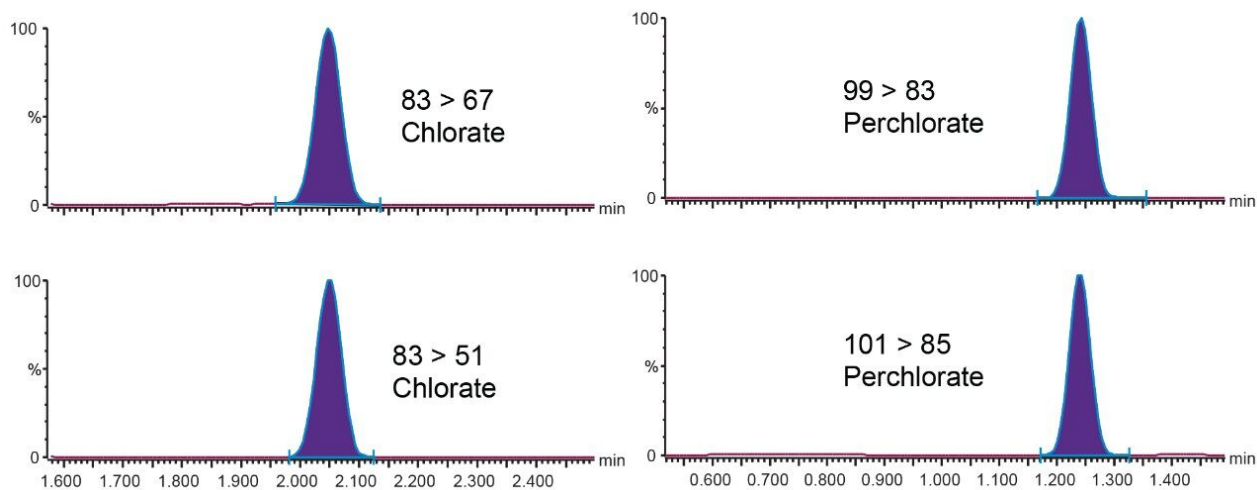 100
%
0
min
83 > 67
Chlorate
100
%
0
min
99 > 83
Perchlorate
100
%
0
1.600 1.700 1.800 1.900 2.000 2.100 2.200 2.300 2.400
min
83 > 51
Chlorate
100
%
0
0.600 0.700 0.800 0.900 1.000 1.100 1.200 1.300 1.400
min
101 > 85
Perchlorate